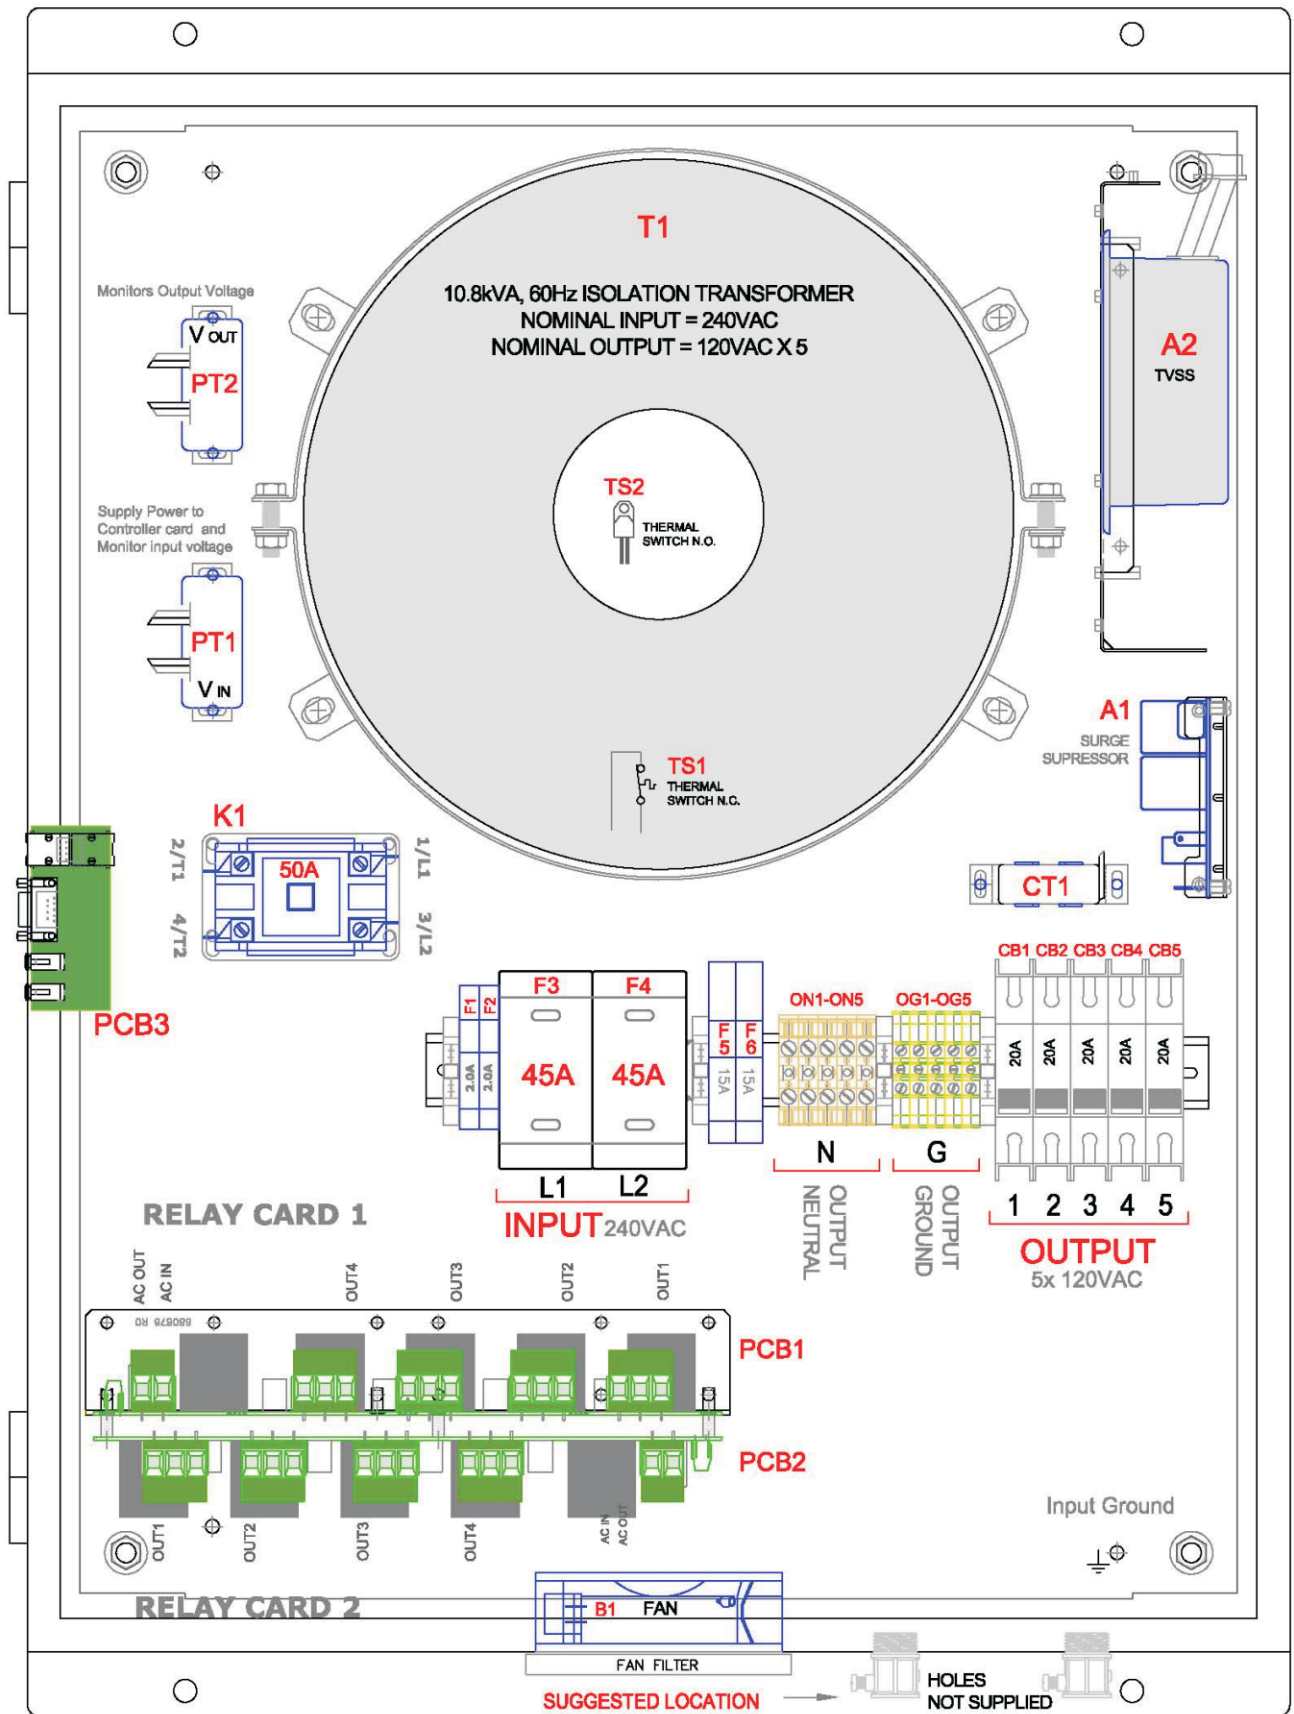 T1
10.8kVA, 60Hz ISOLATION TRANSFORMER
NOMINAL INPUT = 240VAC
NOMINAL OUTPUT = 120VAC X 5
Monitors Output Voltage
V OUT
PT2
A2
TVSS
TS2
THERMAL
SWITCH N.O.
Supply Power to
Controller card and
Monitor input voltage
PT1
V IN
A1
SURGE
SUPRESSOR
TS1
THERMAL
SWITCH N.C.
K1
2/T1
4/T2
50A
1/L1
3/L2
CT1
PCB3
CB1 CB2 CB3 CB4 CB5
F1
F2
2.0A
2.0A
F3
F4
45A
45A
F5
F6
15A
15A
ON1-ON5
OG1-OG5
20A
20A
20A
20A
20A
L1
L2
INPUT 240VAC
N
OUTPUT
NEUTRAL
G
OUTPUT
GROUND
1 2 3 4 5
OUTPUT
5x 120VAC
RELAY CARD 1
AC OUT
AC IN
OUT4
OUT3
OUT2
OUT1
680876 R0
PCB1
PCB2
OUT1
OUT2
OUT3
OUT4
AC IN
AC OUT
Input Ground
RELAY CARD 2
B1
FAN
FAN FILTER
SUGGESTED LOCATION
HOLES
NOT SUPPLIED